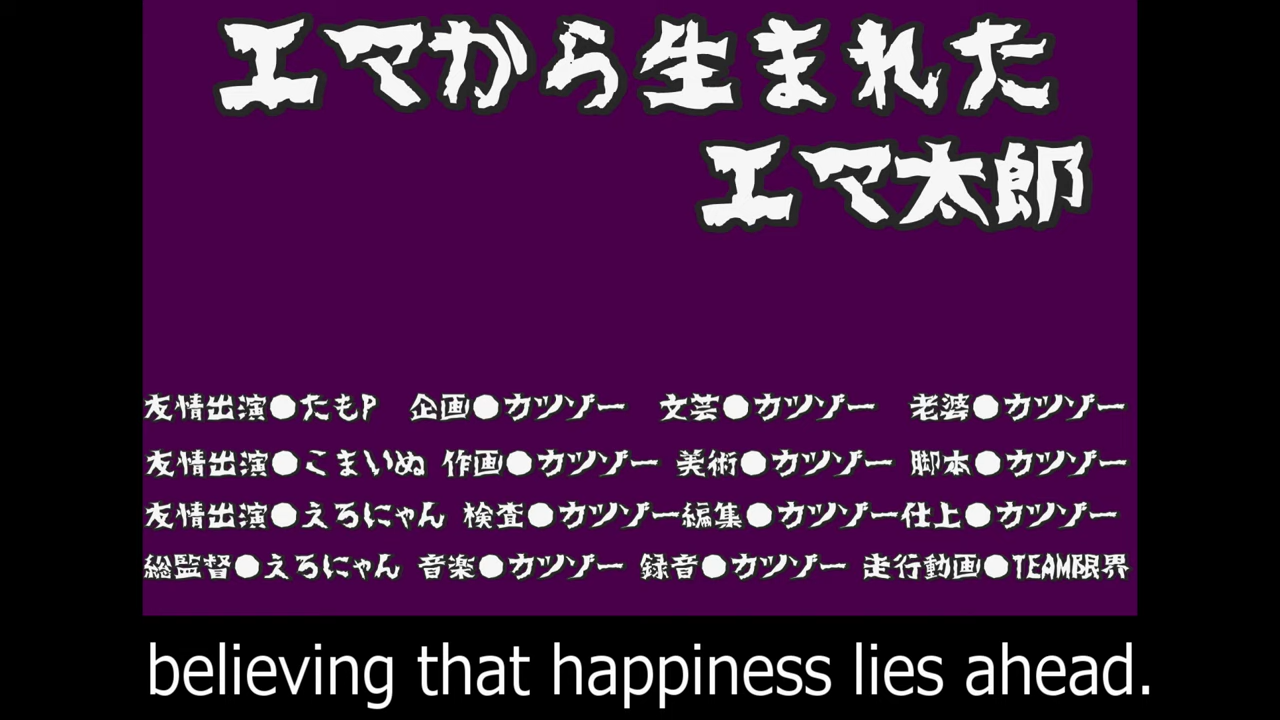 エマから生まれた
エマ太郎
友情出演●たもP 企画●カツゾー 文芸●カツゾー 老婆●カツゾー
友情出演●こまいぬ 作画●カツゾー 美術●カツゾー 脚本●カツゾー
友情出演●えろにゃん 検査●カツゾー編集●カツゾー仕上●カツゾー
総監督●えろにゃん 音楽●カツゾー 録音●カツゾー 走行動画●TEAM限界
believing that happiness lies ahead.